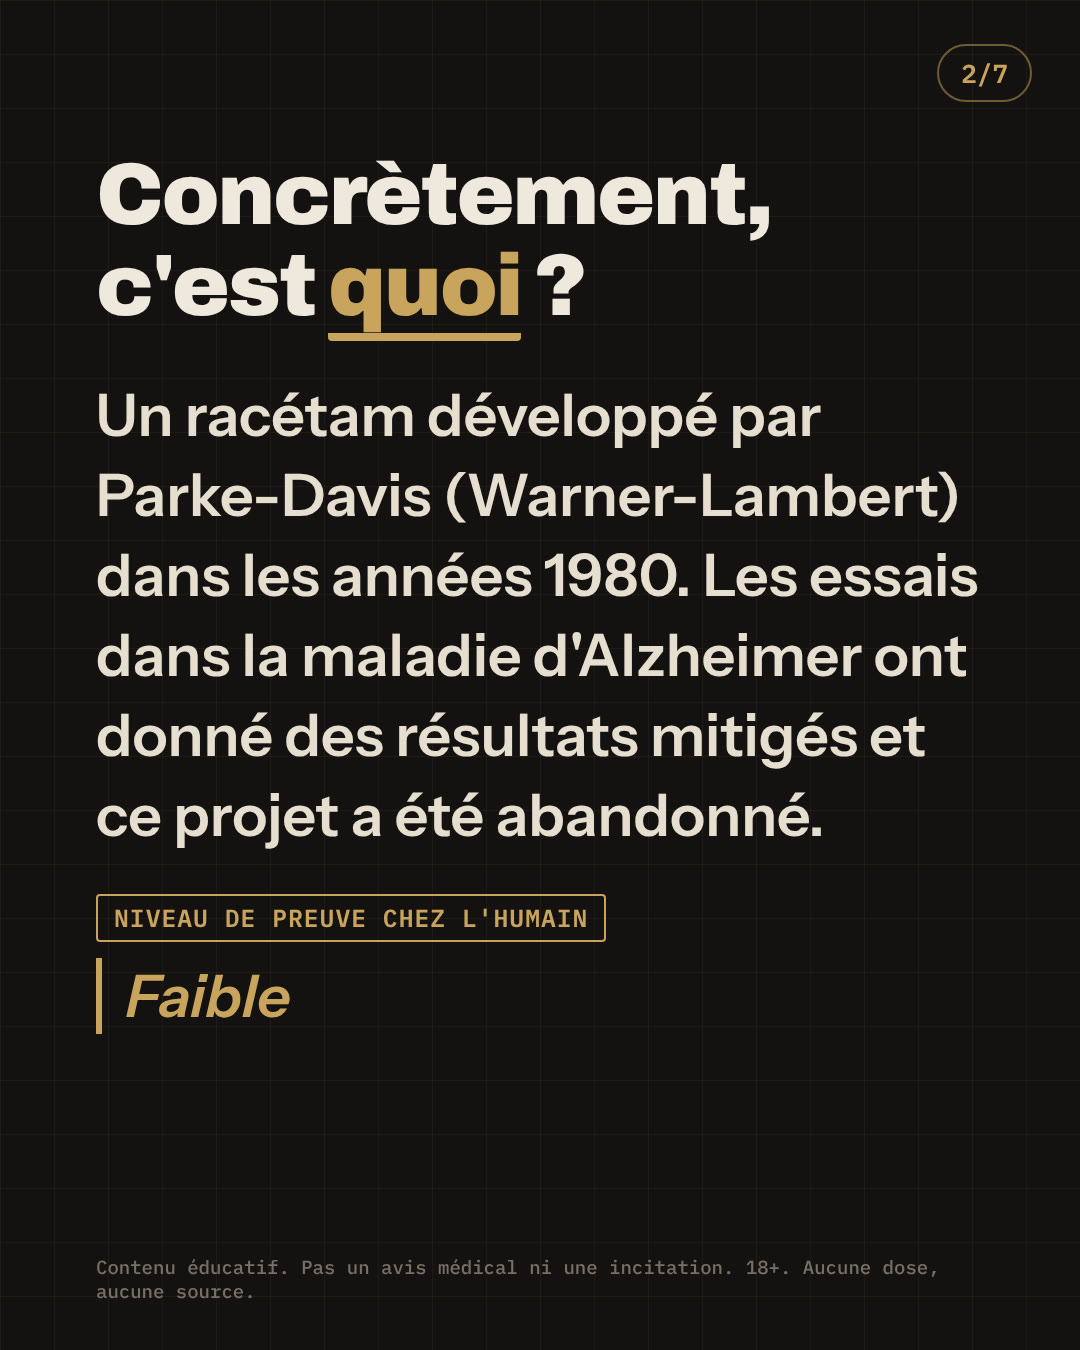 2/7
Concrètement,
c'est quoi ?
Un racétam développé par
Parke-Davis (Warner-Lambert)
dans les années 1980. Les essais
dans la maladie d'Alzheimer ont
donné des résultats mitigés et
ce projet a été abandonné.
NIVEAU DE PREUVE CHEZ L'HUMAIN
Faible
Contenu éducatif. Pas un avis médical ni une incitation. 18+. Aucune dose,
aucune source.